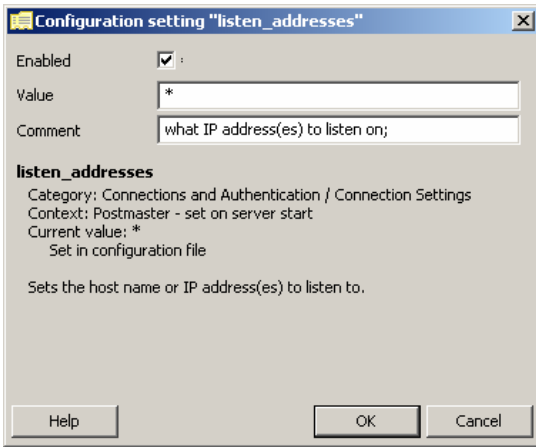 Configuration setting "listen_addresses"
Enabled
Value *
Comment what IP address(es) to listen on;
listen_addresses
Category: Connections and Authentication / Connection Settings
Context: Postmaster - set on server start
Current value: *
Set in configuration file
Sets the host name or IP address(es) to listen to.
Help OK Cancel